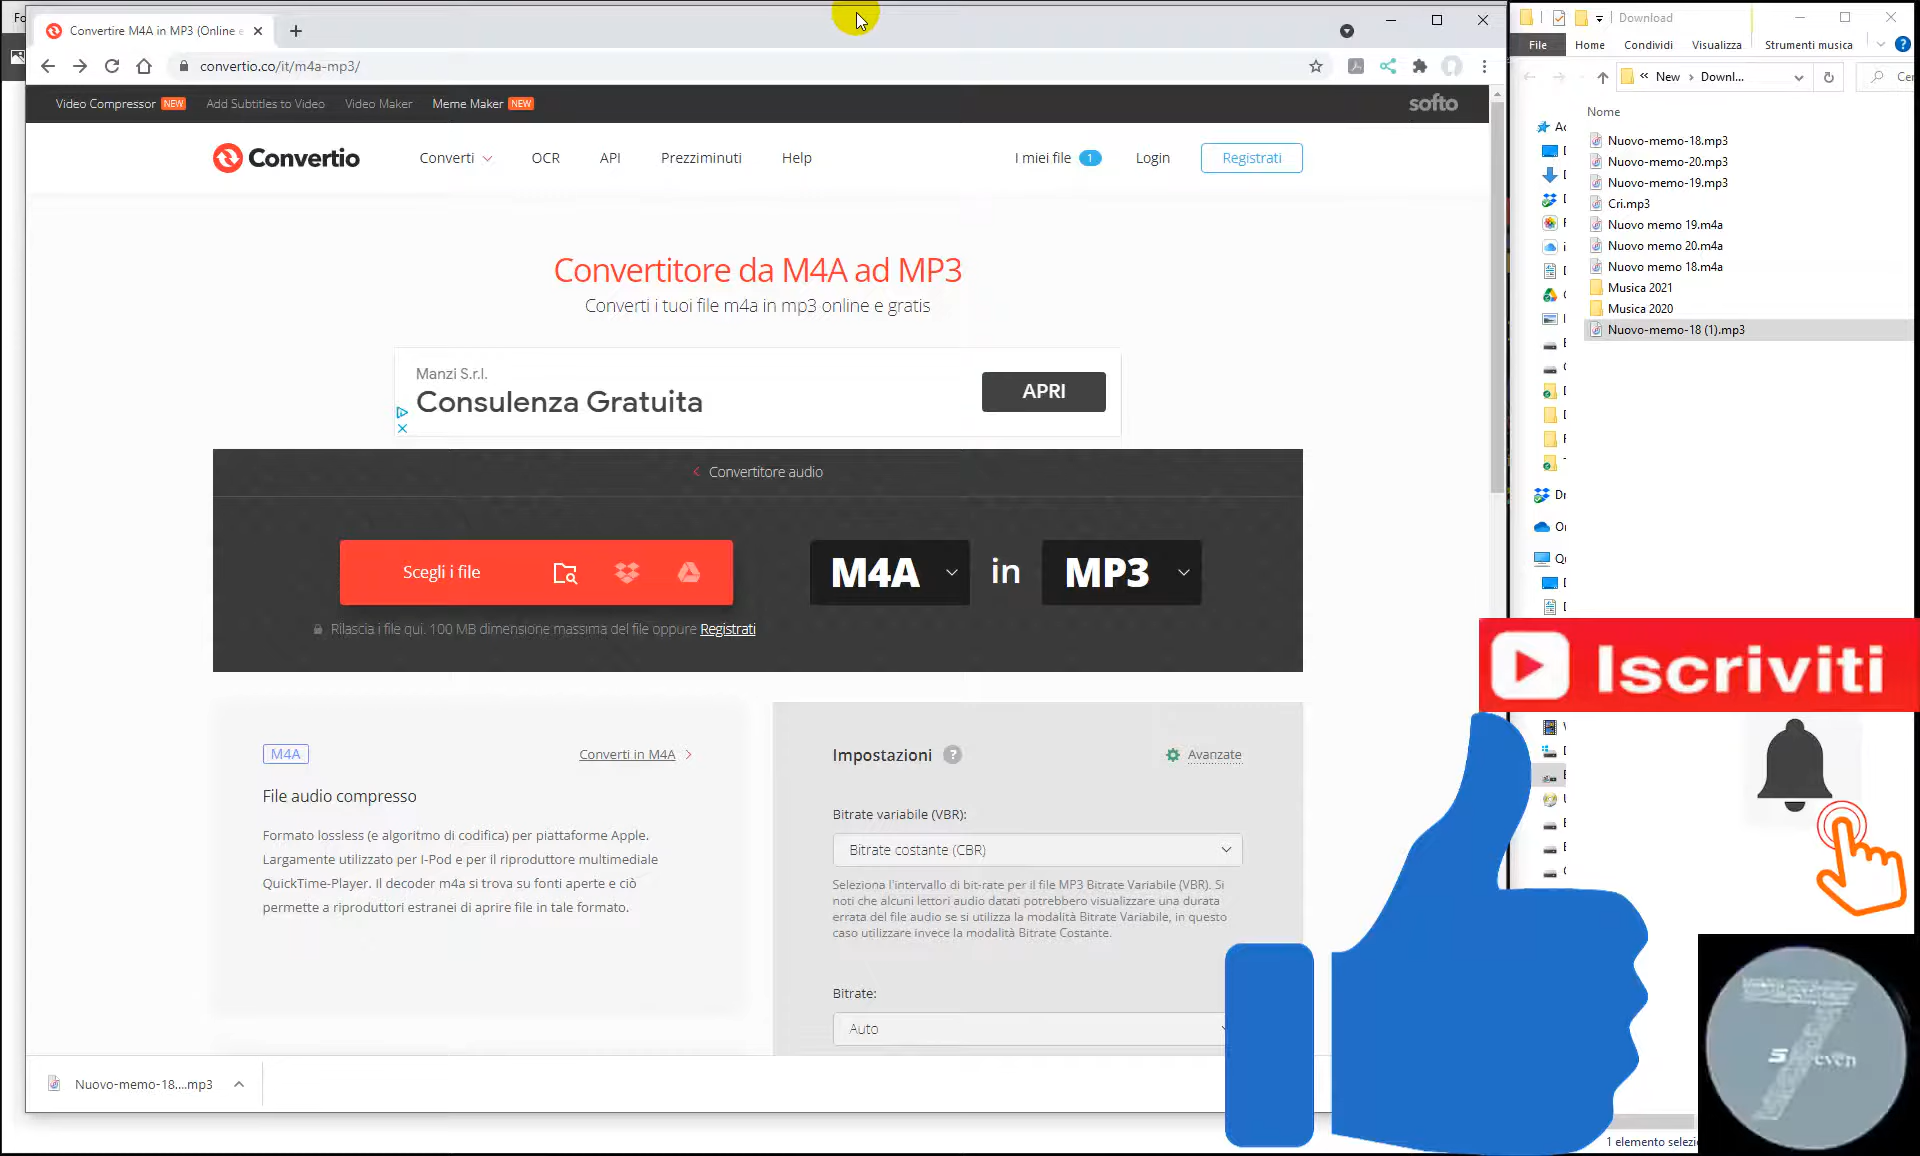 Convertire M4A in MP3 (Online e
convertio.co/it/m4a-mp3/
Video Compressor NEW Add Subtitles to Video Video Maker Meme Maker NEW
softo
Convertio
Converti OCR API Prezziminuti Help
I miei file 1 Login Registrati
Convertitore da M4A ad MP3
Converti i tuoi file m4a in mp3 online e gratis
Manzi S.r.l.
Consulenza Gratuita
APRI
Convertitore audio
Scegli i file
M4A in MP3
Rilascia i file qui. 100 MB dimensione massima del file oppure Registrati
M4A
Converti in M4A
File audio compresso
Formato lossless (e algoritmo di codifica) per piattaforme Apple.
Largamente utilizzato per I-Pod e per il riproduttore multimediale
QuickTime-Player. Il decoder m4a si trova su fonti aperte e ciò
permette a riproduttori estranei di aprire file in tale formato.
Impostazioni ?
Avanzate
Bitrate variabile (VBR):
Bitrate costante (CBR)
Seleziona l'intervallo di bit-rate per il file MP3 Bitrate Variabile (VBR). Si
noti che alcuni lettori audio datati potrebbero visualizzare una durata
errata del file audio se si utilizza la modalità Bitrate Variabile, in questo
caso utilizzare invece la modalità Bitrate Costante.
Bitrate:
Auto
Nuovo-memo-18....mp3
Download
File Home Condividi Visualizza Strumenti musica
« New › Downl...
Nome
Nuovo-memo-18.mp3
Nuovo-memo-20.mp3
Nuovo-memo-19.mp3
Cri.mp3
Nuovo memo 19.m4a
Nuovo memo 20.m4a
Nuovo memo 18.m4a
Musica 2021
Musica 2020
Nuovo-memo-18 (1).mp3
Iscriviti
1 elemento selezi